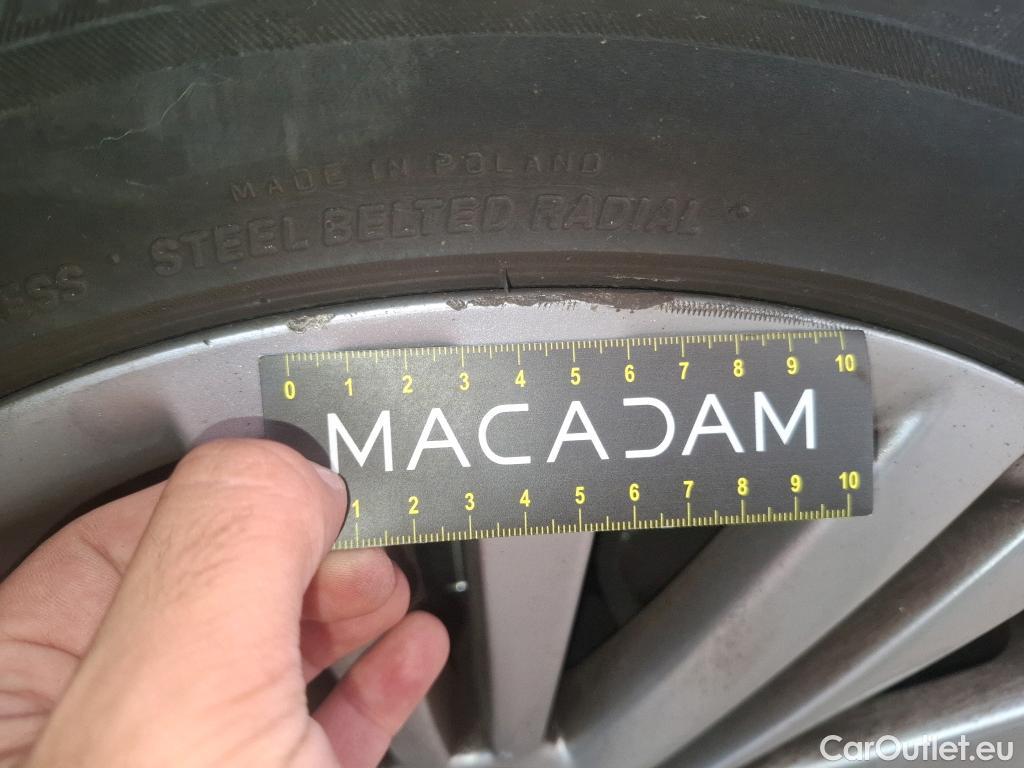 MADE IN POLAND
ESS · STEEL BELTED RADIAL ·
0 1 2 3 4 5 6 7 8 9 10
MACADAM
1 2 3 4 5 6 7 8 9 10
CarOutlet.eu